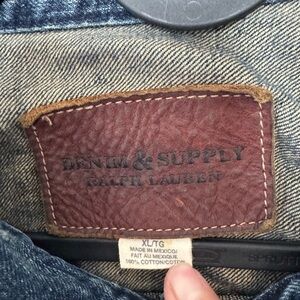 DENIM & SUPPLY
RALPH LAUREN
XL/TG
MADE IN MEXICO/
FAIT AU MEXIQUE
100% COTTON/COTON